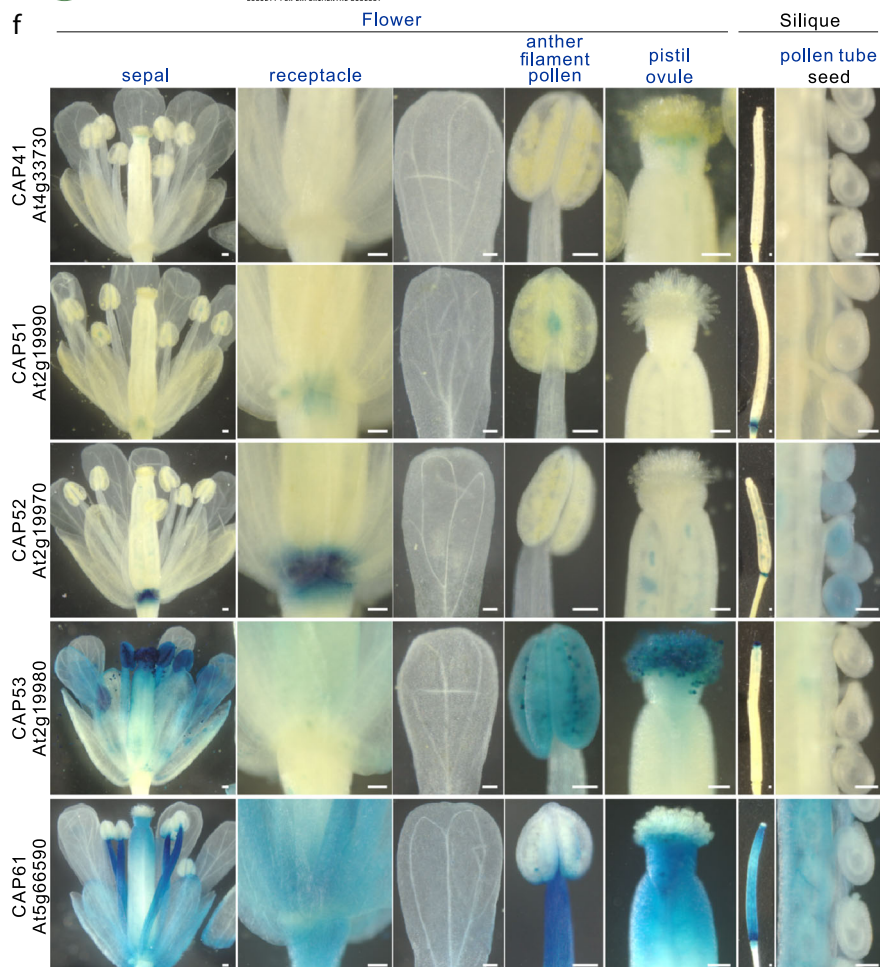 f
Flower
Silique
sepal
receptacle
anther
filament
pollen
pistil
ovule
pollen tube
seed
CAP41
At4g33730
CAP51
At2g19990
CAP52
At2g19970
CAP53
At2g19980
CAP61
At5g66590